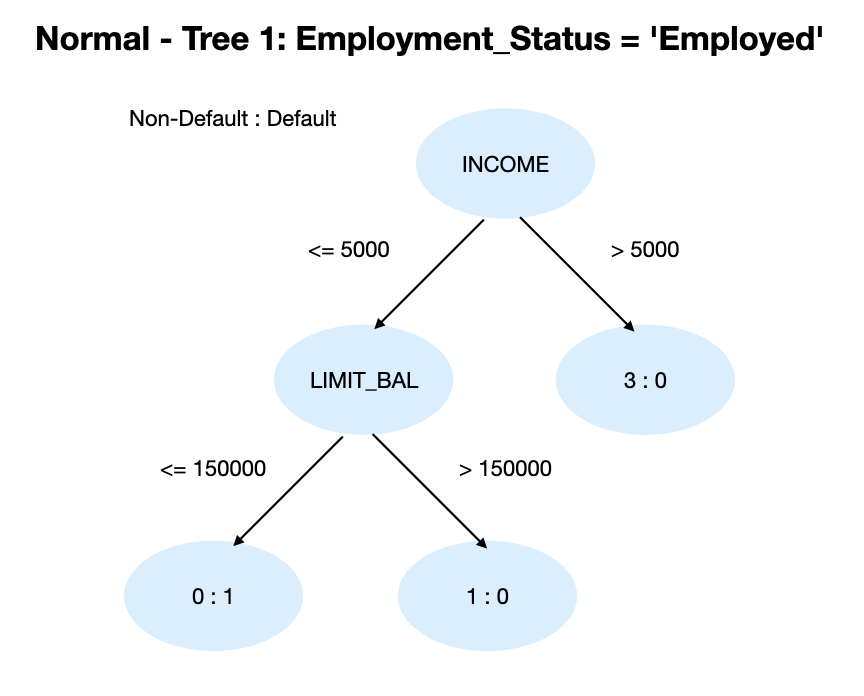 Normal - Tree 1: Employment_Status = 'Employed'
Non-Default : Default
INCOME
<= 5000
> 5000
LIMIT_BAL
3 : 0
<= 150000
> 150000
0 : 1
1 : 0